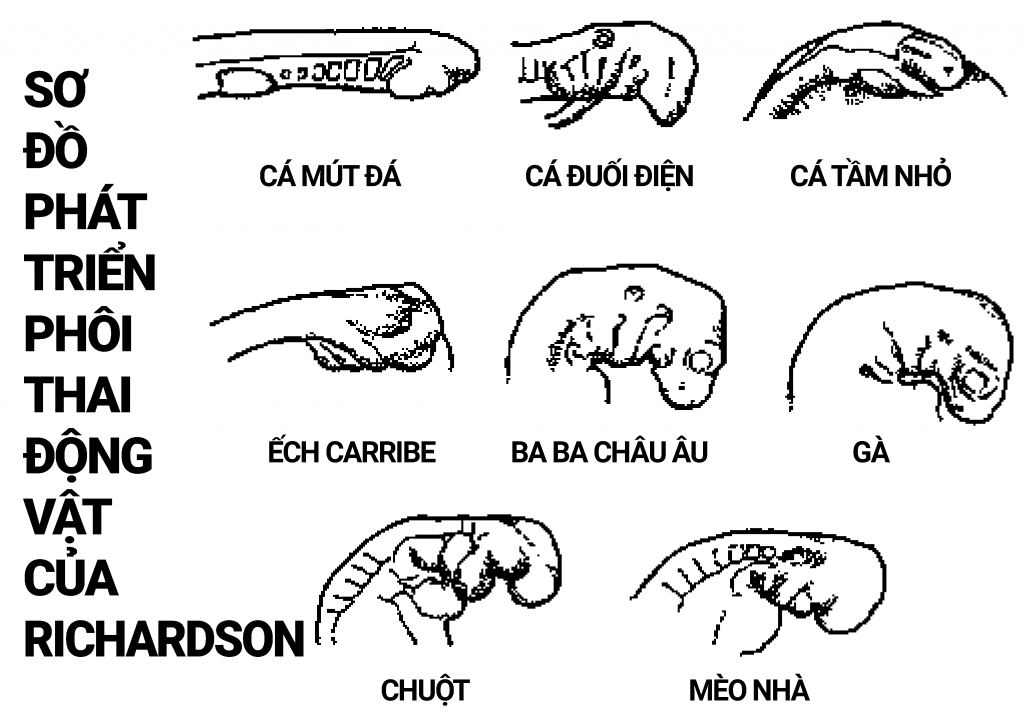 SƠ
ĐỒ
PHÁT
TRIỂN
PHÔI
THAI
ĐỘNG
VẬT
CỦA
RICHARDSON
CÁ MÚT ĐÁ
CÁ ĐUỐI ĐIỆN
CÁ TẦM NHỎ
ẾCH CARRIBE
BA BA CHÂU ÂU
GÀ
CHUỘT
MÈO NHÀ